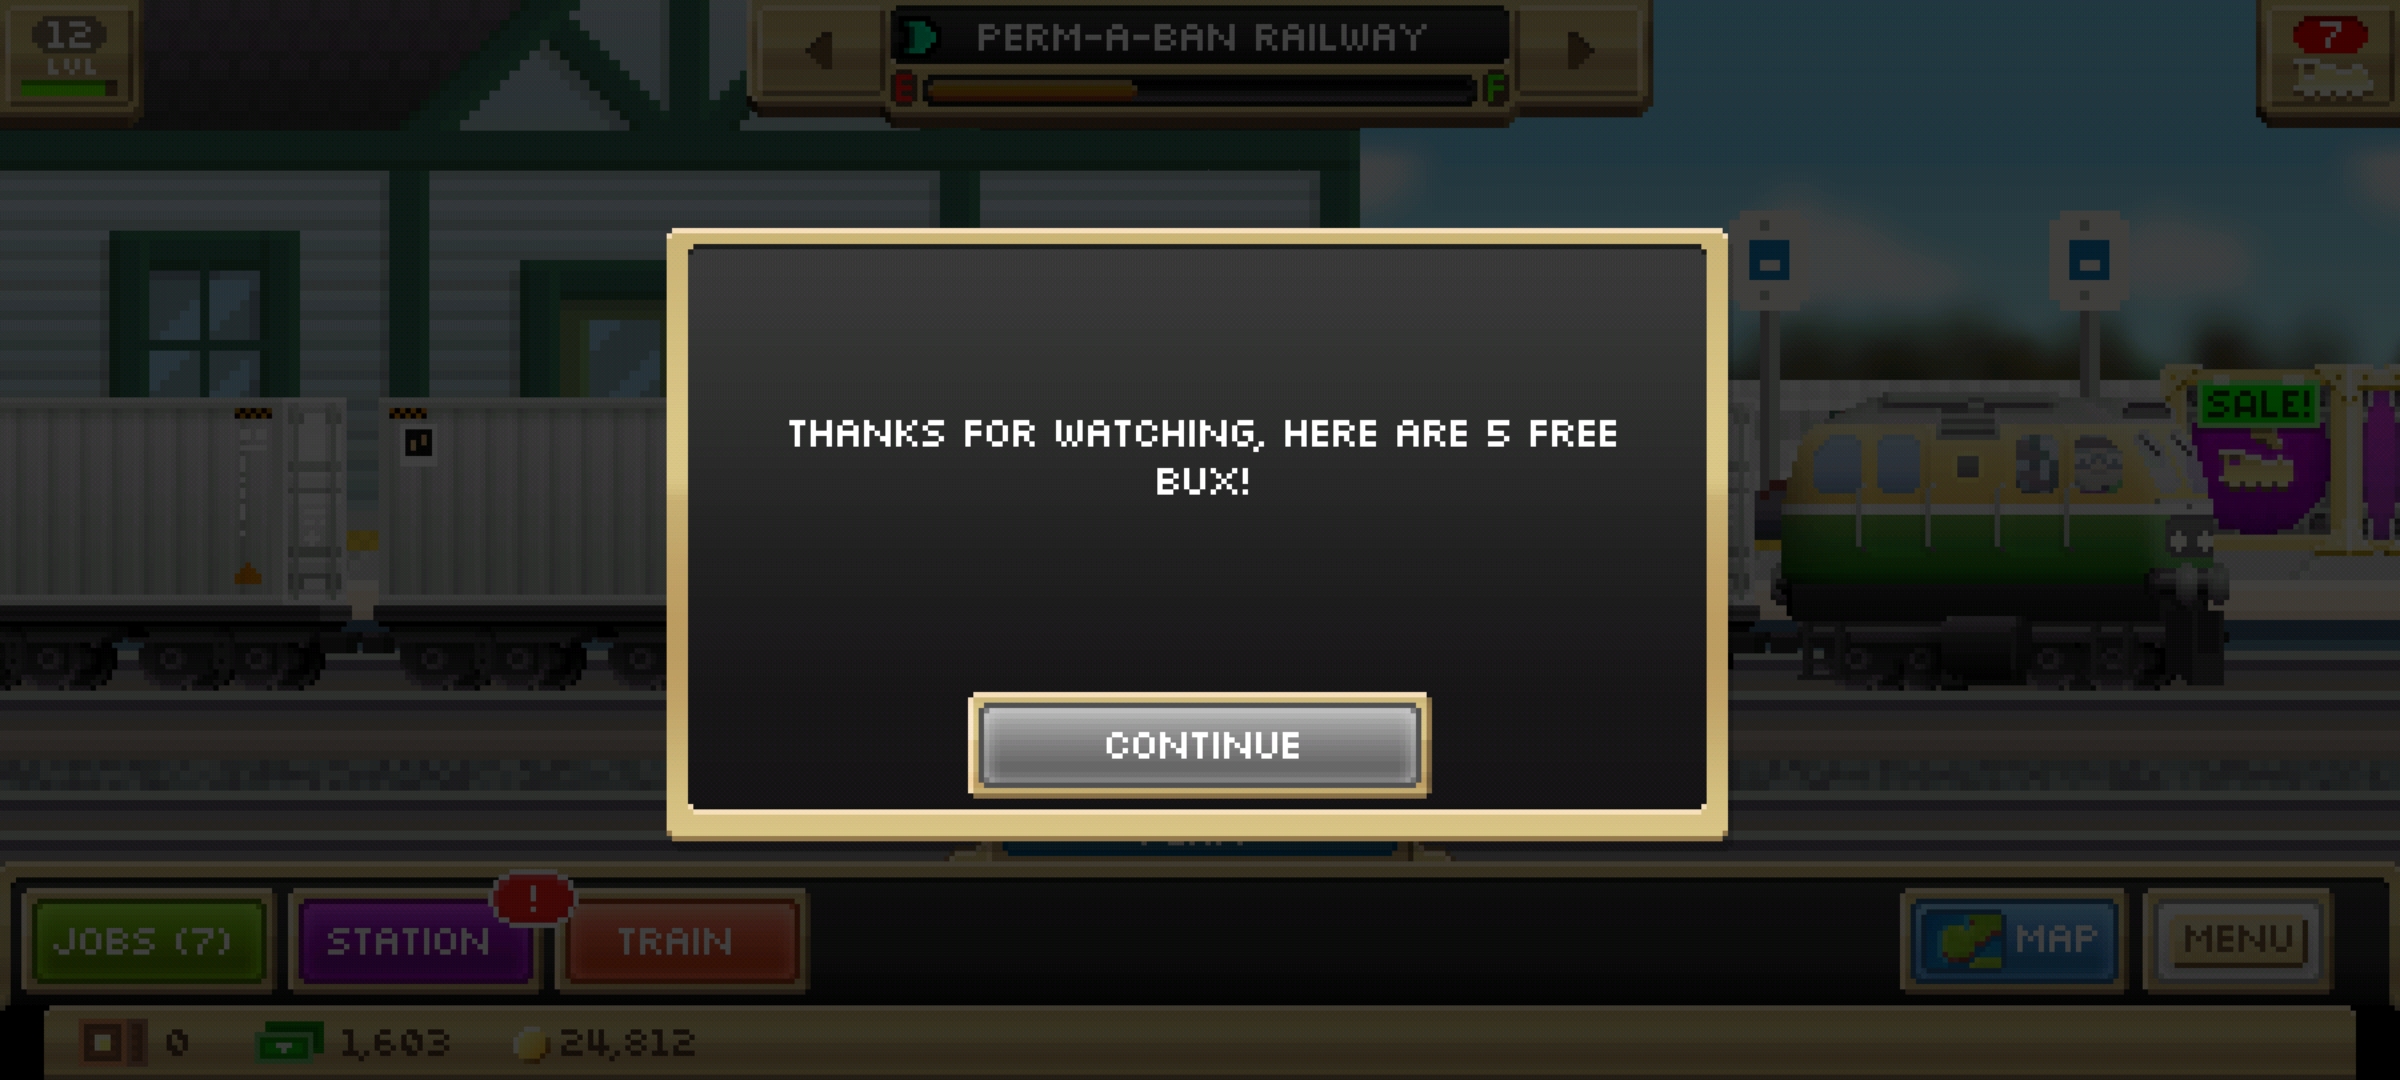 12
LVL
PERM-A-BAN RAILWAY
E
F
7
SALE!
THANKS FOR WATCHING, HERE ARE 5 FREE
BUX!
CONTINUE
JOBS (7)
STATION
!
TRAIN
MAP
MENU
0
1,603
24,812